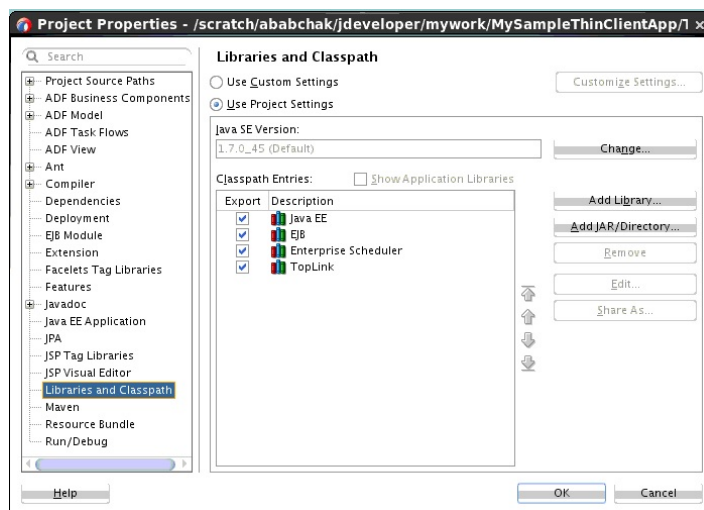 Project Properties - /scratch/ababchak/jdeveloper/mywork/MySampleThinClientApp/
Search
Project Source Paths
ADF Business Components
ADF Model
ADF Task Flows
ADF View
Ant
Compiler
Dependencies
Deployment
EJB Module
Extension
Facelets Tag Libraries
Features
Javadoc
Java EE Application
JPA
JSP Tag Libraries
JSP Visual Editor
Libraries and Classpath
Maven
Resource Bundle
Run/Debug
Libraries and Classpath
Use Custom Settings
Customize Settings...
Use Project Settings
Java SE Version:
1.7.0_45 (Default)
Change...
Classpath Entries:
Show Application Libraries
Export Description
Java EE
EJB
Enterprise Scheduler
TopLink
Add Library...
Add JAR/Directory...
Remove
Edit...
Share As...
Help
OK
Cancel